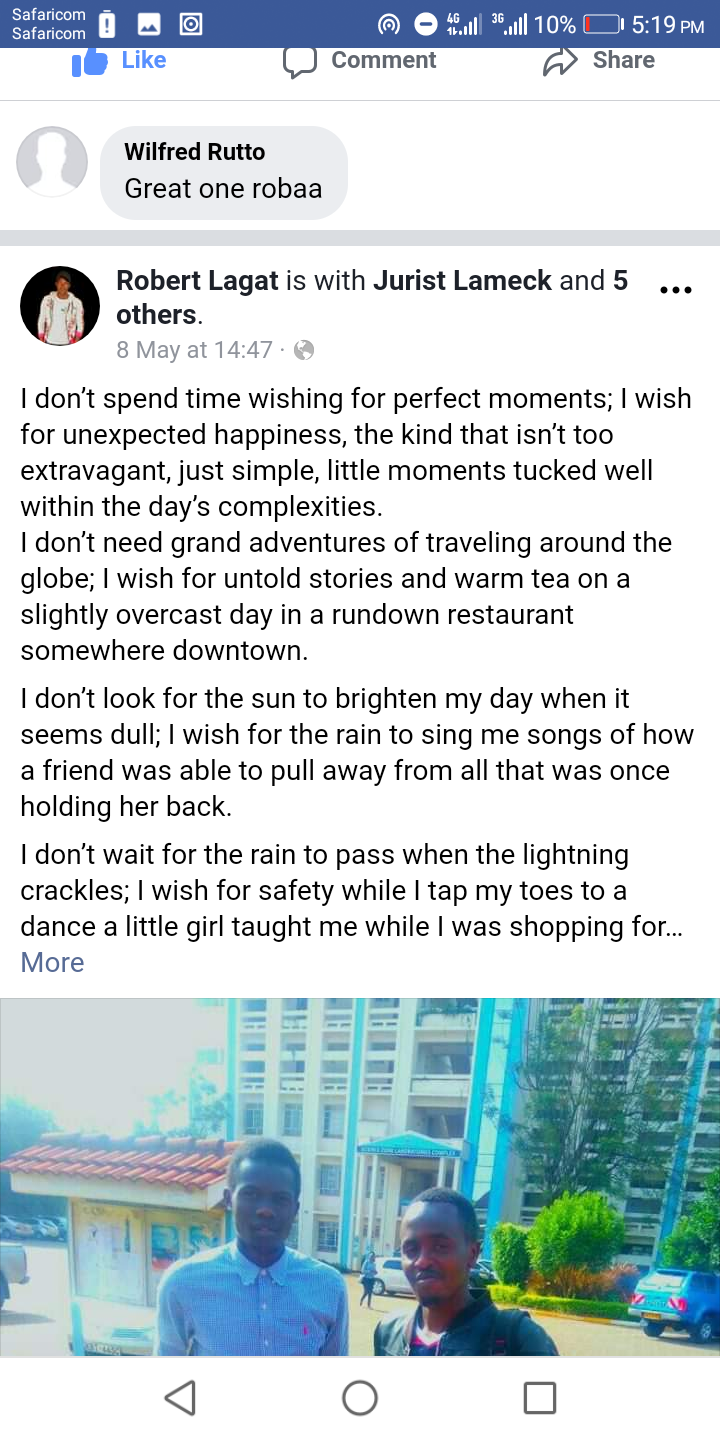 Safaricom
Safaricom
4G 3G 10% 5:19 PM
Like Comment Share
Wilfred Rutto
Great one robaa
Robert Lagat is with Jurist Lameck and 5
others.
8 May at 14:47 ·
I don’t spend time wishing for perfect moments; I wish
for unexpected happiness, the kind that isn’t too
extravagant, just simple, little moments tucked well
within the day’s complexities.
I don’t need grand adventures of traveling around the
globe; I wish for untold stories and warm tea on a
slightly overcast day in a rundown restaurant
somewhere downtown.
I don’t look for the sun to brighten my day when it
seems dull; I wish for the rain to sing me songs of how
a friend was able to pull away from all that was once
holding her back.
I don’t wait for the rain to pass when the lightning
crackles; I wish for safety while I tap my toes to a
dance a little girl taught me while I was shopping for...
More
LABORATORIES COMPLEX